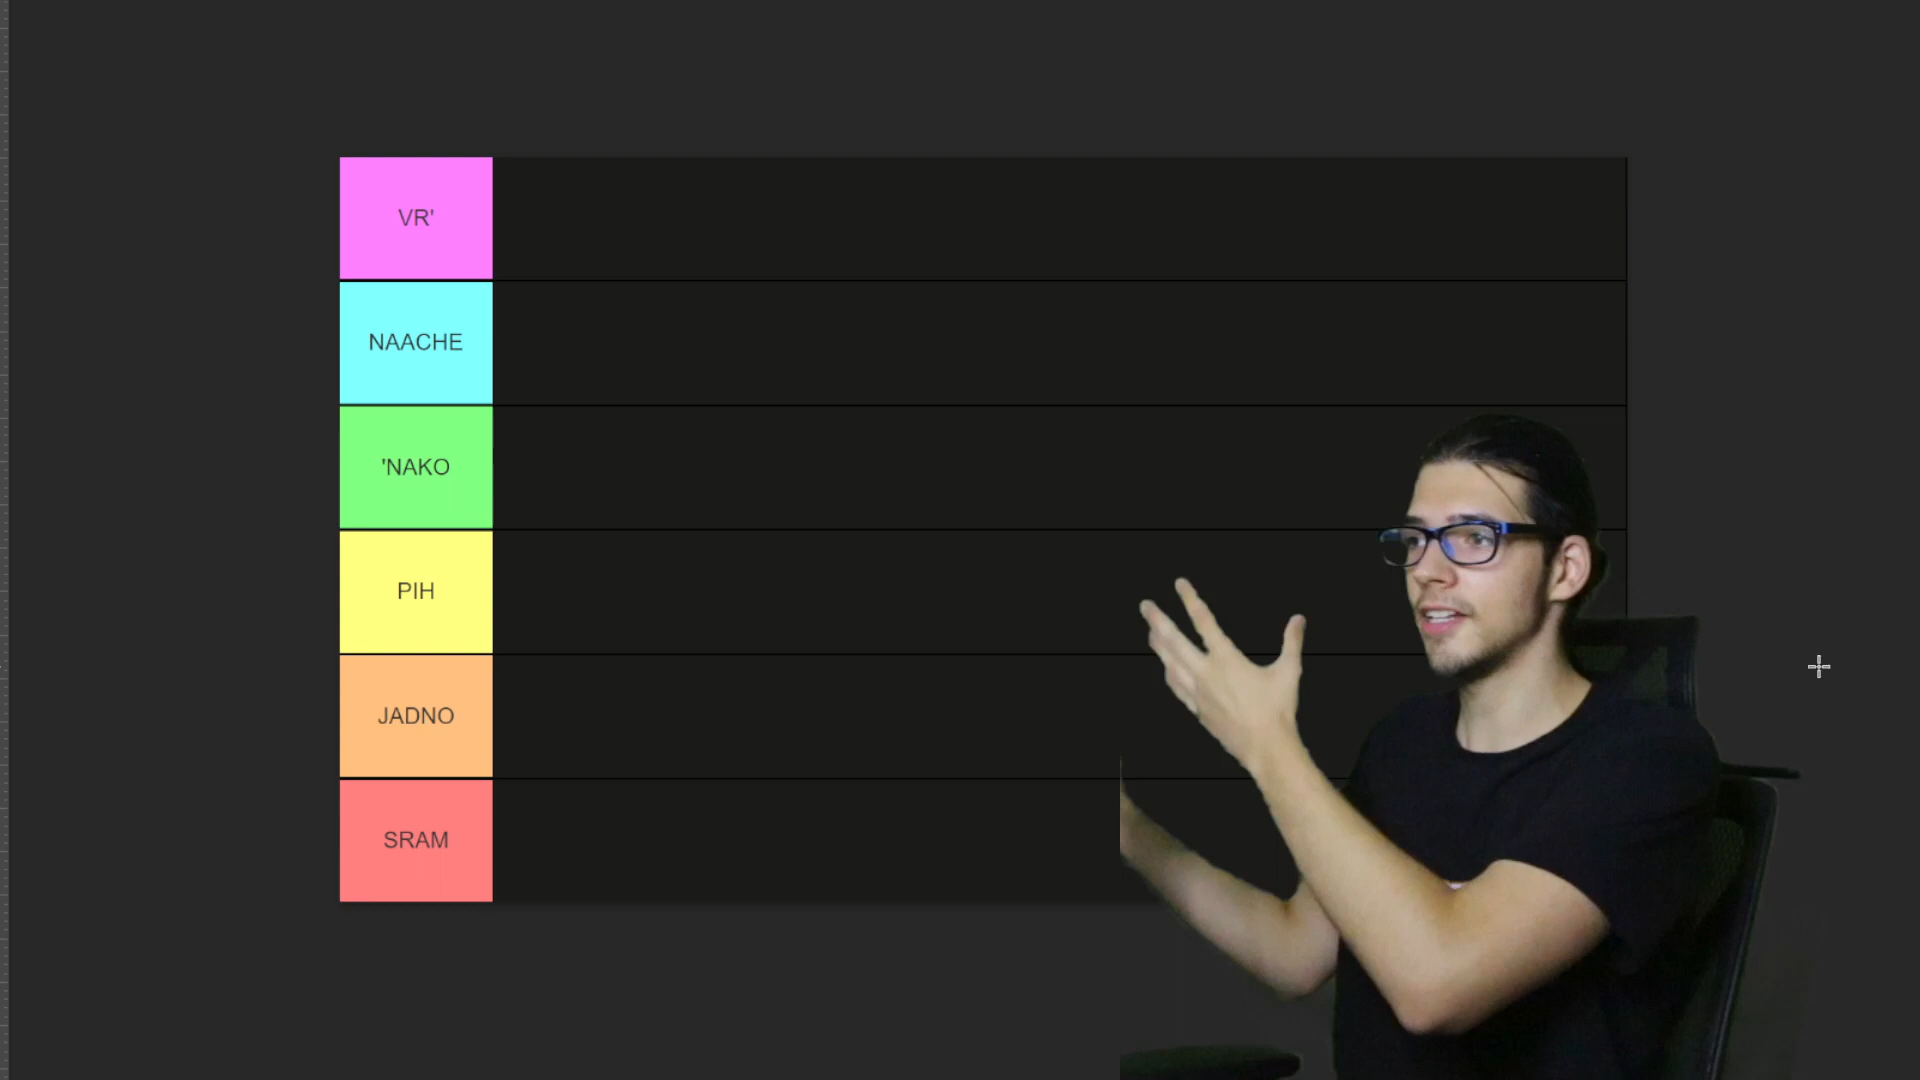 VR'
NAACHE
'NAKO
PIH
JADNO
SRAM